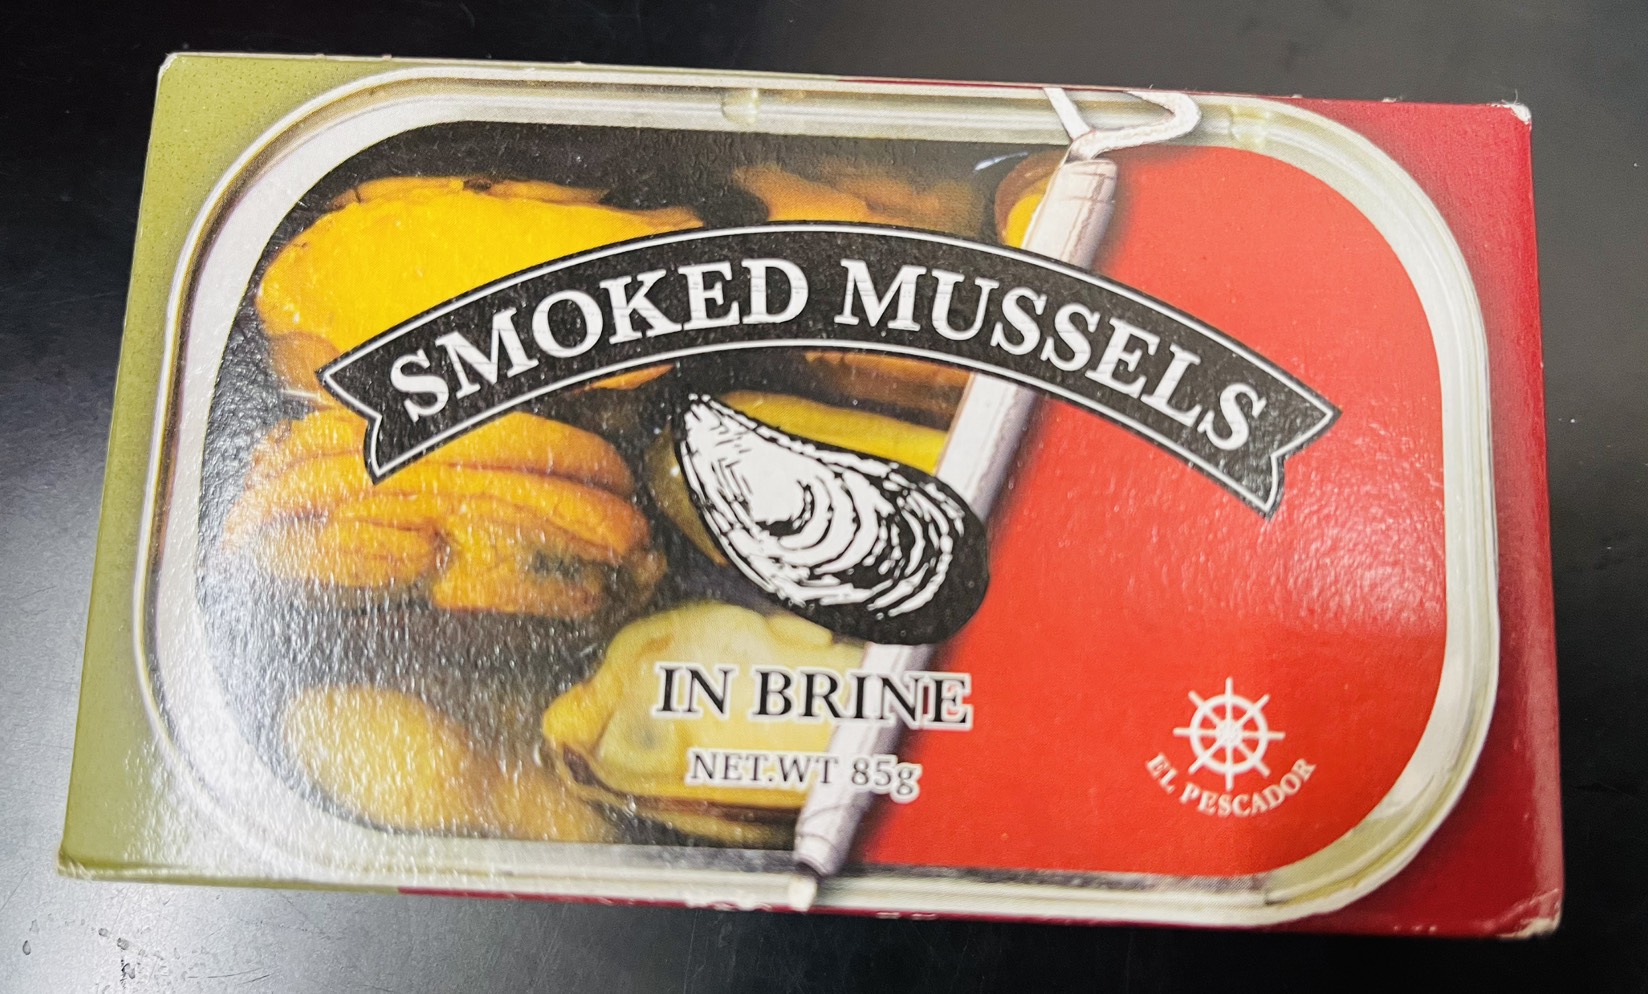 SMOKED MUSSELS
IN BRINE
NET.WT 85g
EL PESCADOR